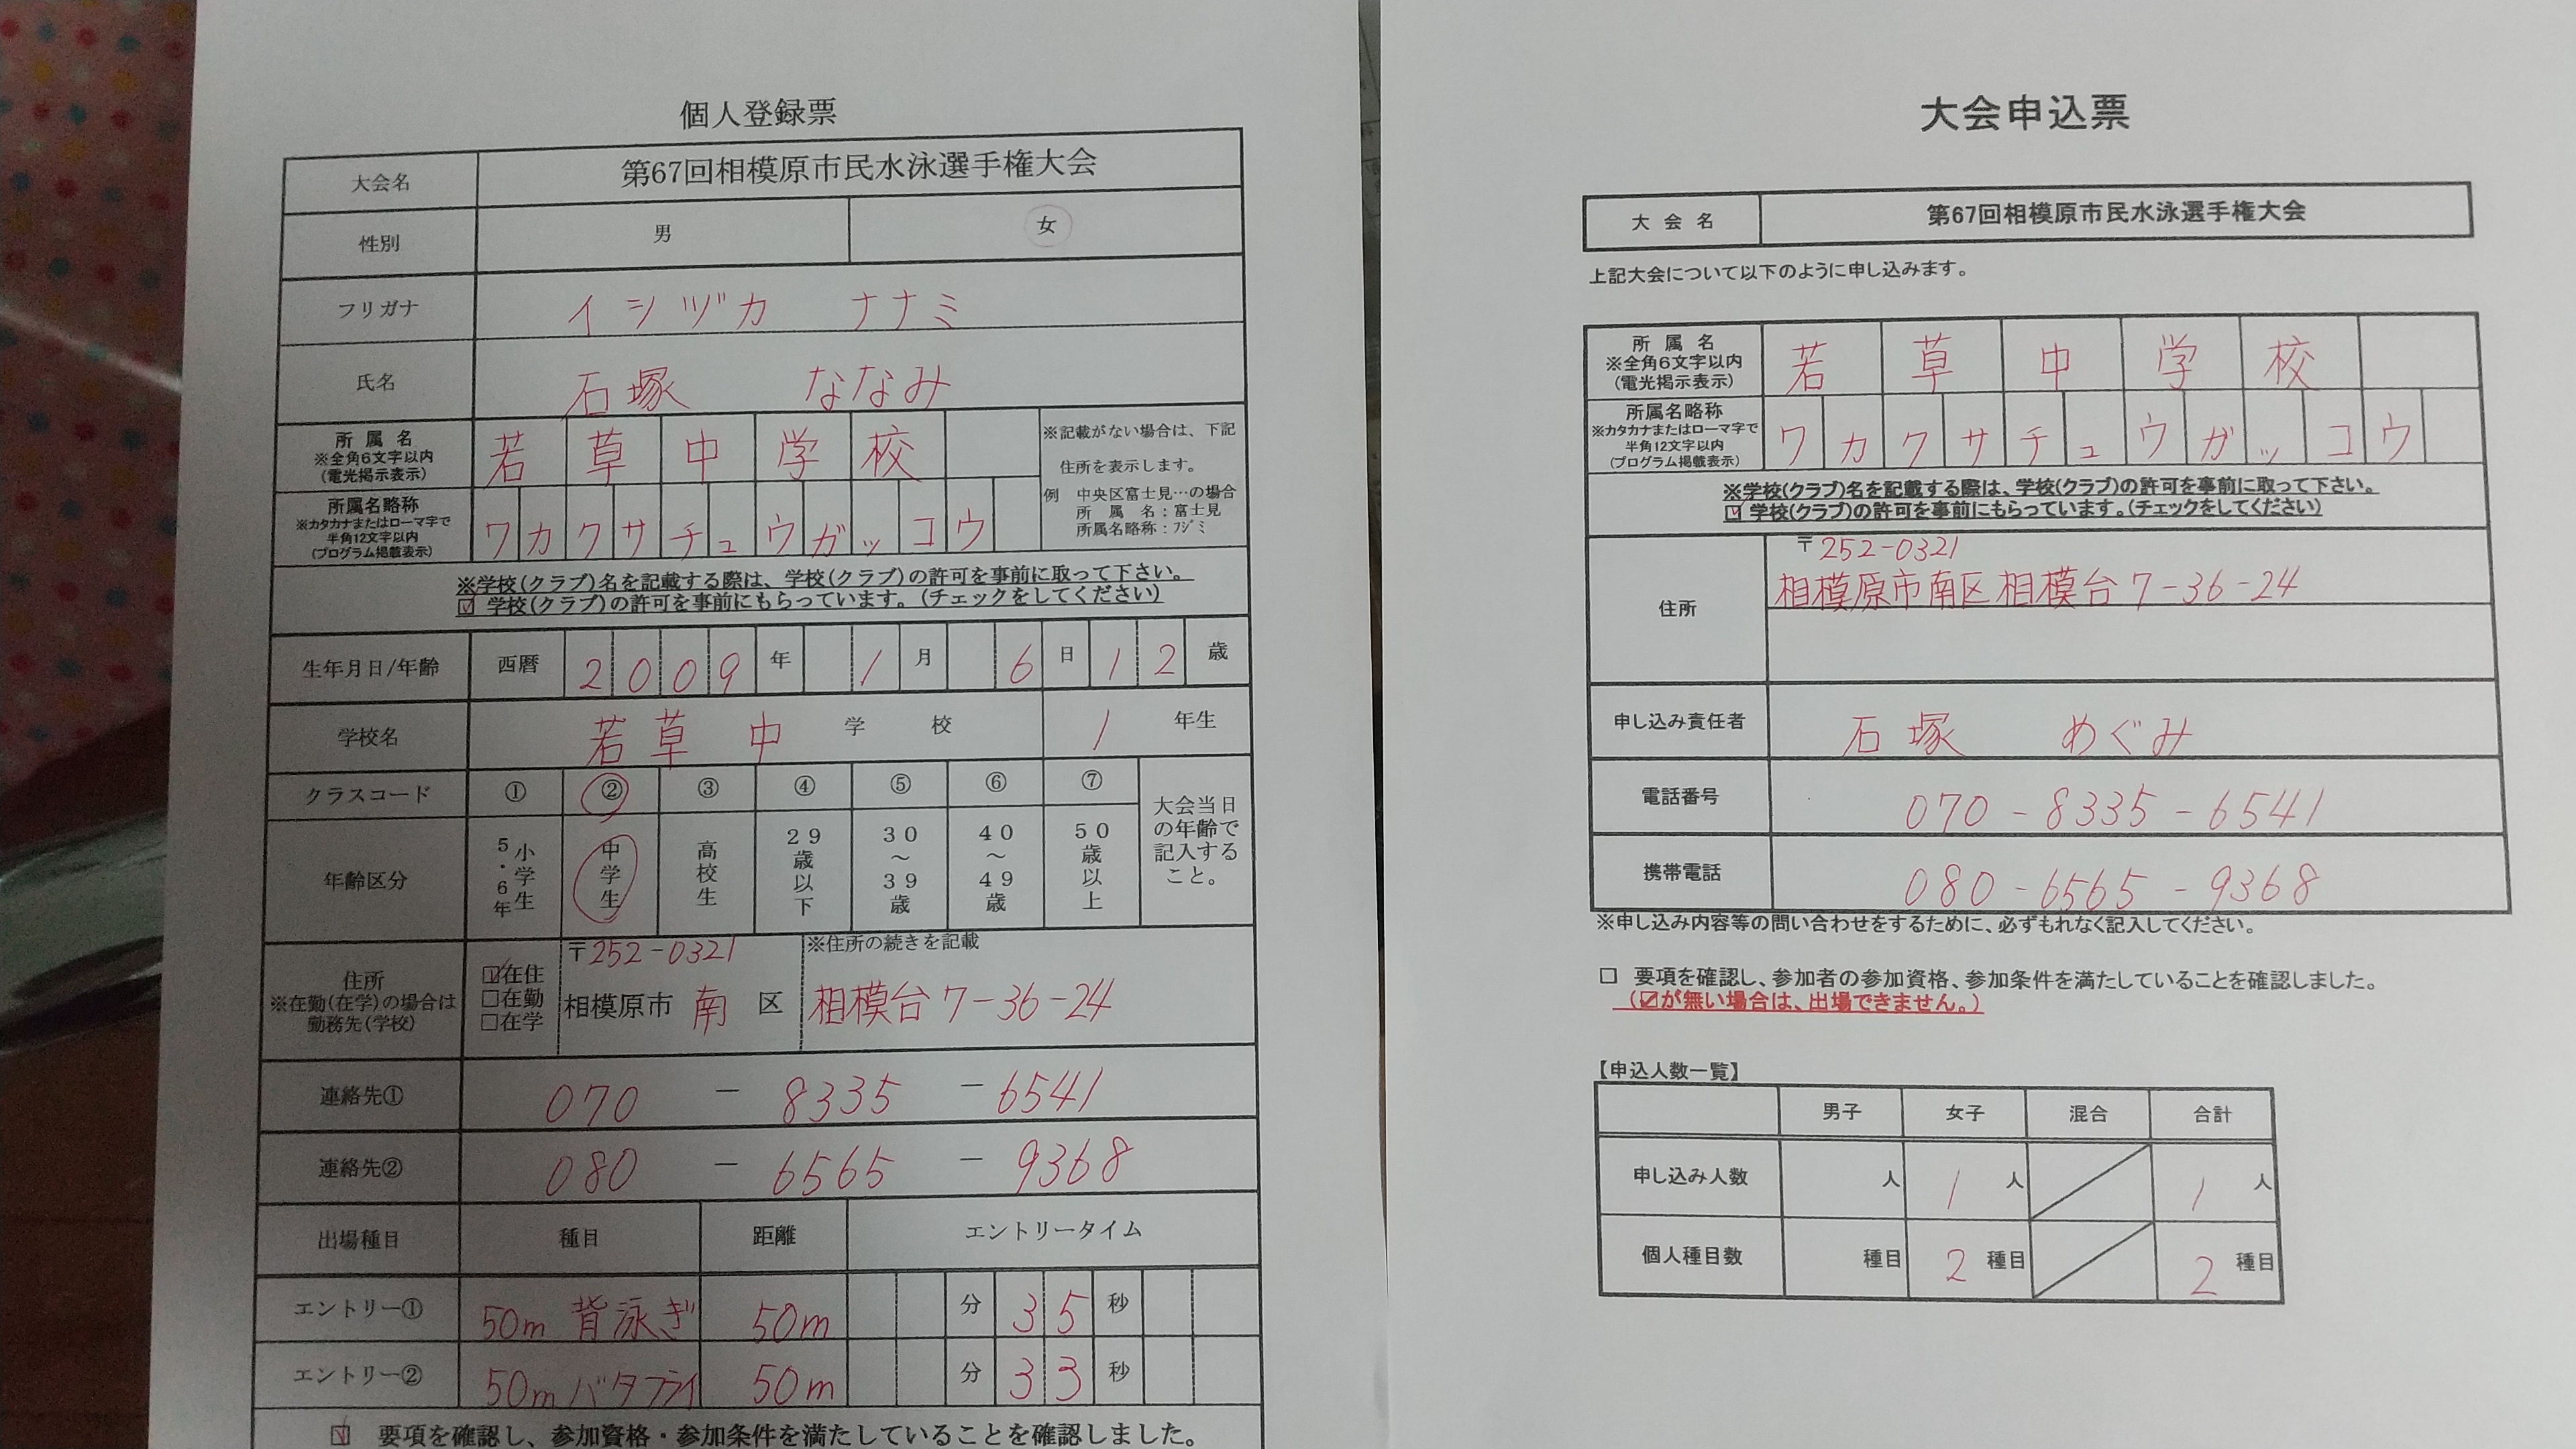 個人登録票
大会名 第67回相模原市民水泳選手権大会
性別 男 女
フリガナ イシヅカ ナナミ
氏名 石塚 ななみ
所属名 ※全角6文字以内 (電光掲示表示) 若草中学校
※記載がない場合は、下記
住所を表示します。
例 中央区富士見…の場合
所属名:富士見
所属名略称:フジミ
所属名略称 ※カタカナまたはローマ字で 半角12文字以内 (プログラム掲載表示) ワカクサチュウガッコウ
※学校(クラブ)名を記載する際は、学校(クラブ)の許可を事前に取って下さい。
☑ 学校(クラブ)の許可を事前にもらっています。(チェックをしてください)
生年月日/年齢 西暦 2009年 1月 6日 12歳
学校名 若草中 学校 1 年生
クラスコード ① ② ③ ④ ⑤ ⑥ ⑦
年齢区分 小学生5・6年 中学生 高校生 29歳以下 30～39歳 40～49歳 50歳以上
大会当日の年齢で記入すること。
住所 ※在勤(在学)の場合は 勤務先(学校)
☑在住
□在勤
□在学
〒252-0321
相模原市 南 区
※住所の続きを記載
相模台7-36-24
連絡先① 070 - 8335 - 6541
連絡先② 080 - 6565 - 9368
出場種目 種目 距離 エントリータイム
エントリー① 50m 背泳ぎ 50m 分 35 秒
エントリー② 50m バタフライ 50m 分 33 秒
☑ 要項を確認し、参加資格・参加条件を満たしていることを確認しました。
大会申込票
大会名 第67回相模原市民水泳選手権大会
上記大会について以下のように申し込みます。
所属名 ※全角6文字以内 (電光掲示表示) 若草中学校
所属名略称 ※カタカナまたはローマ字で 半角12文字以内 (プログラム掲載表示) ワカクサチュウガッコウ
※学校(クラブ)名を記載する際は、学校(クラブ)の許可を事前に取って下さい。
☑ 学校(クラブ)の許可を事前にもらっています。(チェックをしてください)
住所 〒252-0321
相模原市南区相模台7-36-24
申し込み責任者 石塚 めぐみ
電話番号 070-8335-6541
携帯電話 080-6565-9368
※申し込み内容等の問い合わせをするために、必ずもれなく記入してください。
□ 要項を確認し、参加者の参加資格、参加条件を満たしていることを確認しました。
(☑が無い場合は、出場できません。)
【申込人数一覧】
男子 女子 混合 合計
申し込み人数 人 1人 1人
個人種目数 種目 2種目 2種目